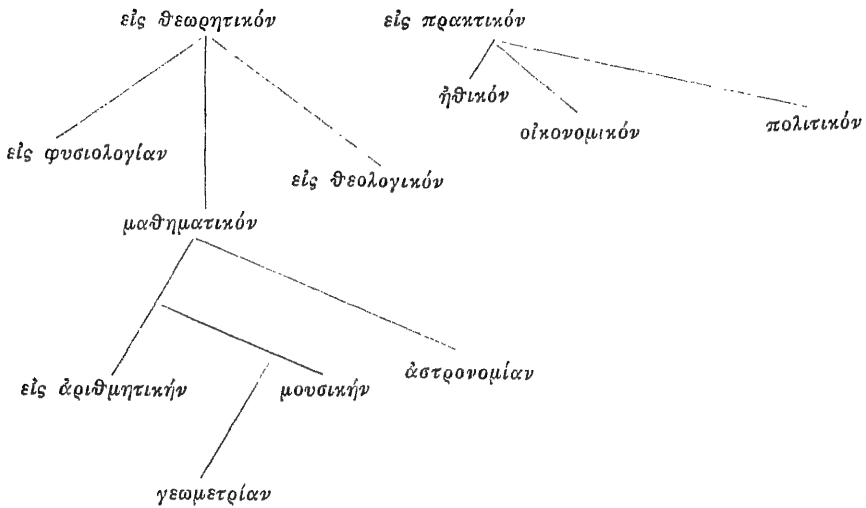 εἰς θεωρητικόν εἰς πρακτικόν
ἠθικόν
οἰκονομικόν πολιτικόν
εἰς φυσιολογίαν
εἰς θεολογικόν
μαθηματικόν
εἰς ἀριθμητικήν μουσικήν ἀστρονομίαν
γεωμετρίαν